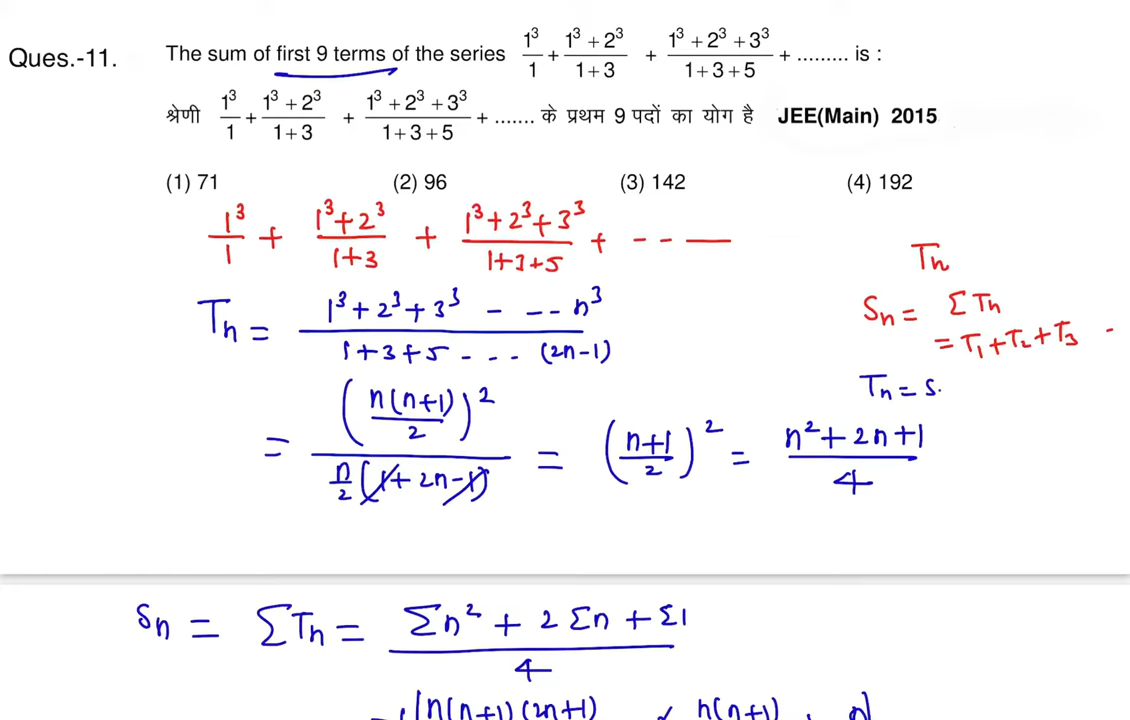 Ques.-11. The sum of first 9 terms of the series 1³/1 + (1³ + 2³)/(1 + 3) + (1³ + 2³ + 3³)/(1 + 3 + 5) + ......... is :
श्रेणी 1³/1 + (1³ + 2³)/(1 + 3) + (1³ + 2³ + 3³)/(1 + 3 + 5) + ....... के प्रथम 9 पदों का योग है JEE(Main) 2015
(1) 71 (2) 96 (3) 142 (4) 192
1³/1 + (1³+2³)/(1+3) + (1³+2³+3³)/(1+3+5) + - - —
Tn
Sn = ΣTn
= T1+T2+T3 -
Tn = (1³+2³+3³ - - - - n³)/(1+3+5 - - - - (2n-1))
Tn = S.
= (n(n+1)/2)²/(n/2 (1+2n-1)) = ((n+1)/2)² = (n²+2n+1)/4
Sn = ΣTn = (Σn² + 2Σn + Σ1)/4
n(n+1)(2n+1) n(n+1)